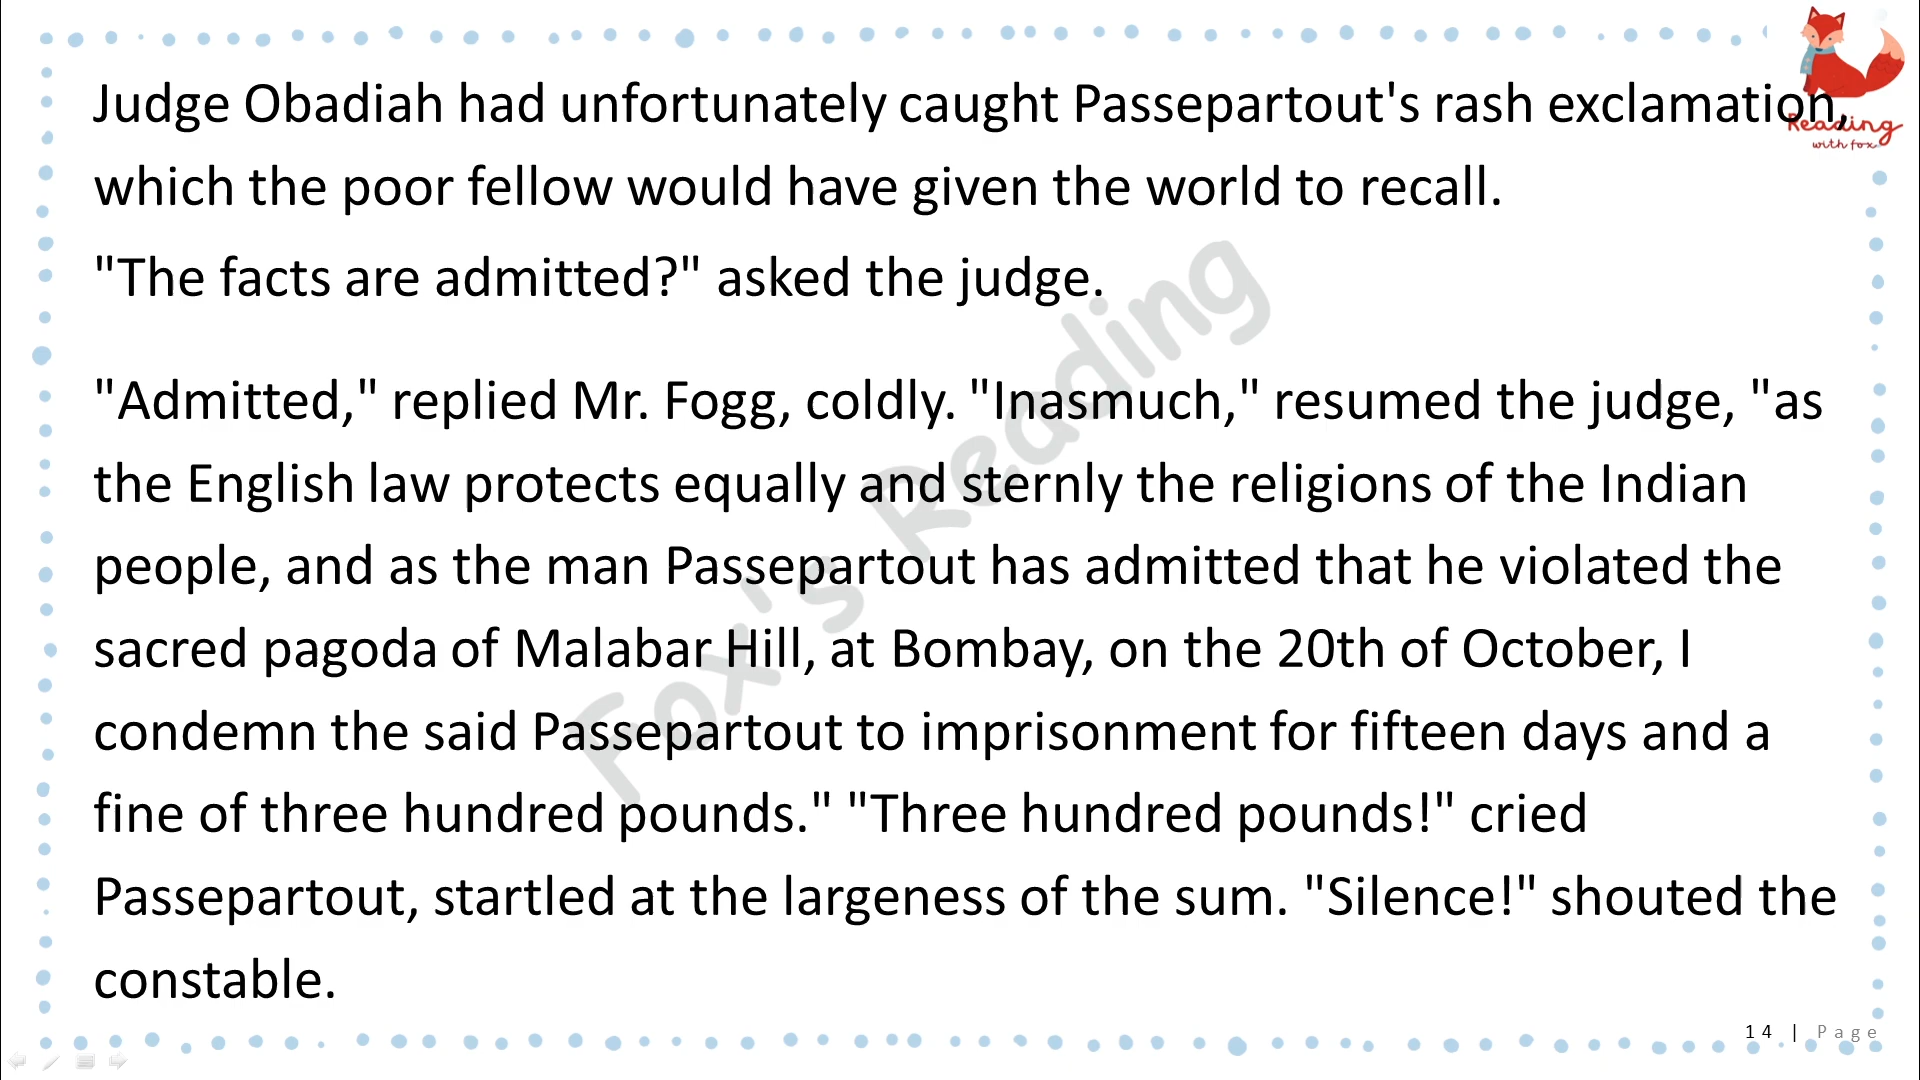 Judge Obadiah had unfortunately caught Passepartout's rash exclamation,
which the poor fellow would have given the world to recall.
"The facts are admitted?" asked the judge.
"Admitted," replied Mr. Fogg, coldly. "Inasmuch," resumed the judge, "as
the English law protects equally and sternly the religions of the Indian
people, and as the man Passepartout has admitted that he violated the
sacred pagoda of Malabar Hill, at Bombay, on the 20th of October, I
condemn the said Passepartout to imprisonment for fifteen days and a
fine of three hundred pounds." "Three hundred pounds!" cried
Passepartout, startled at the largeness of the sum. "Silence!" shouted the
constable.
Reading
with fox
Fox's Reading
14 | Page